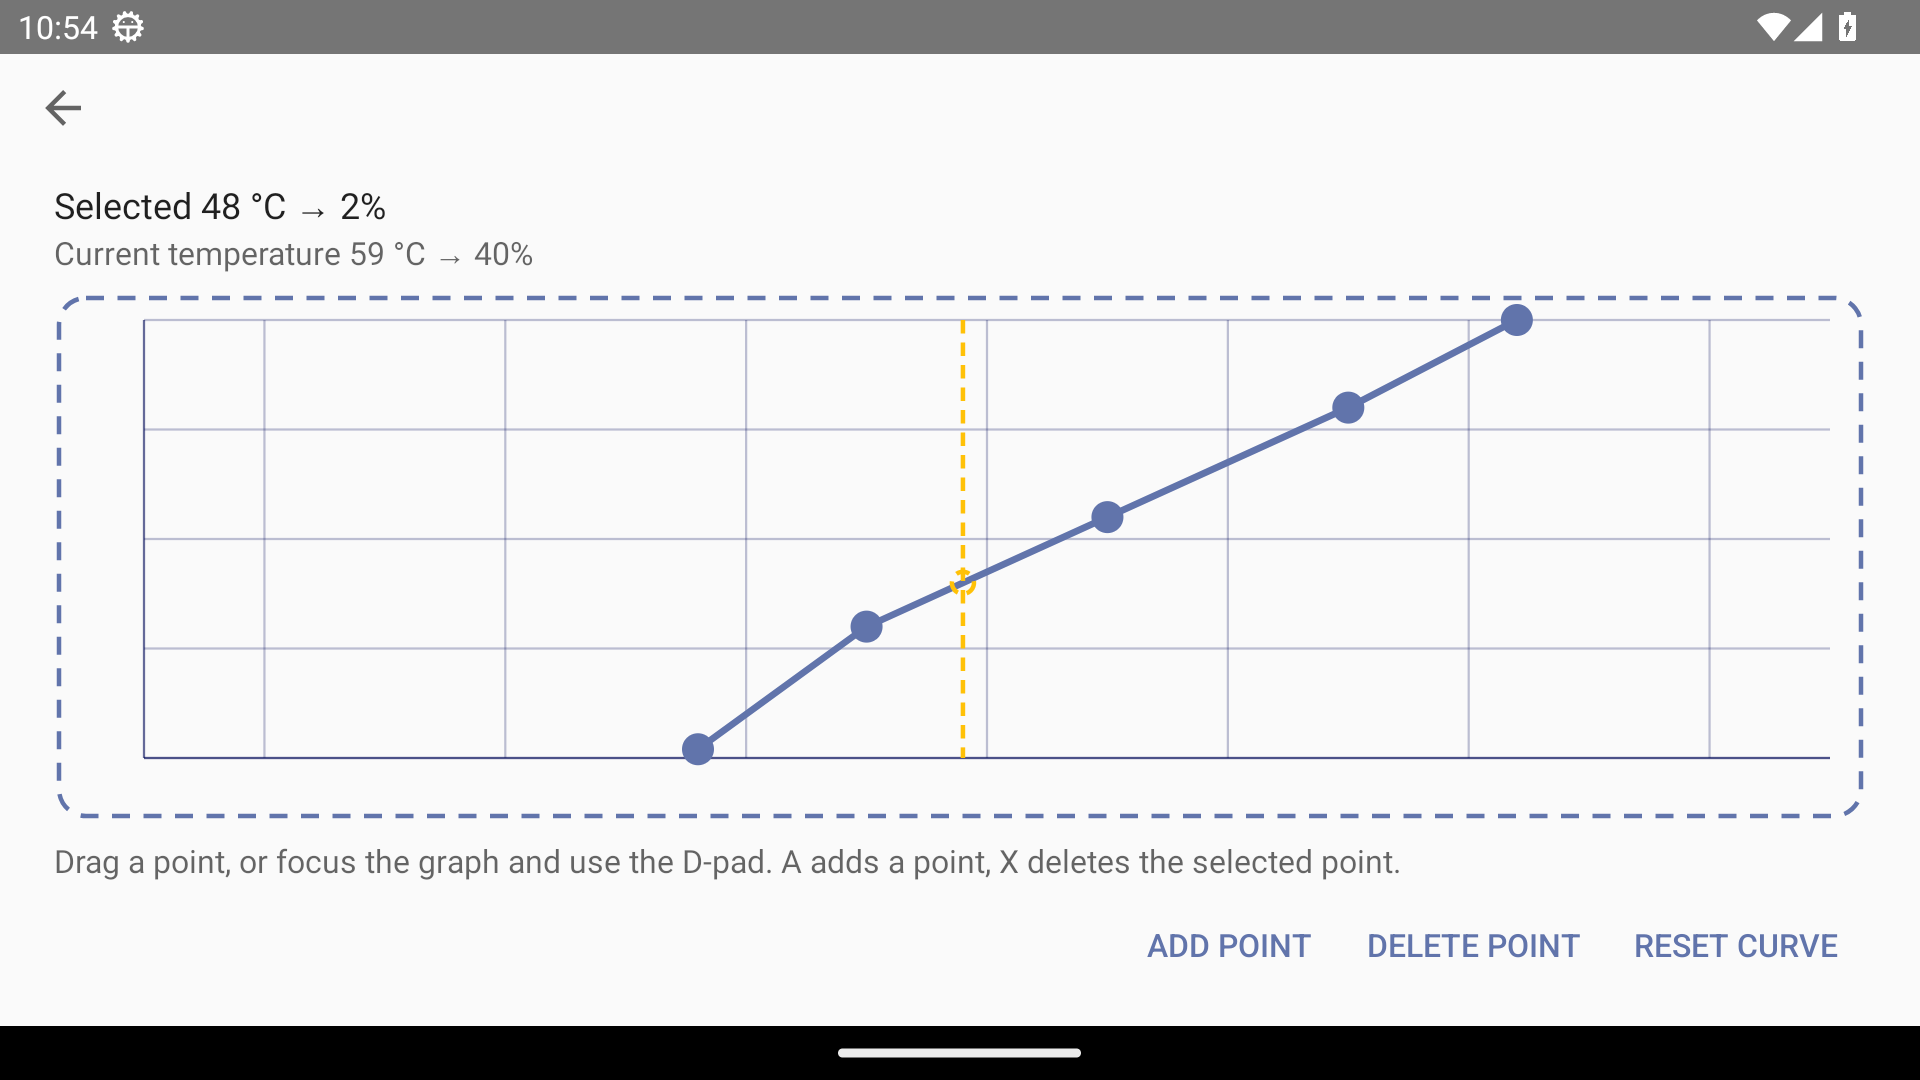 10:54
Selected 48 °C → 2%
Current temperature 59 °C → 40%
Drag a point, or focus the graph and use the D-pad. A adds a point, X deletes the selected point.
ADD POINT DELETE POINT RESET CURVE